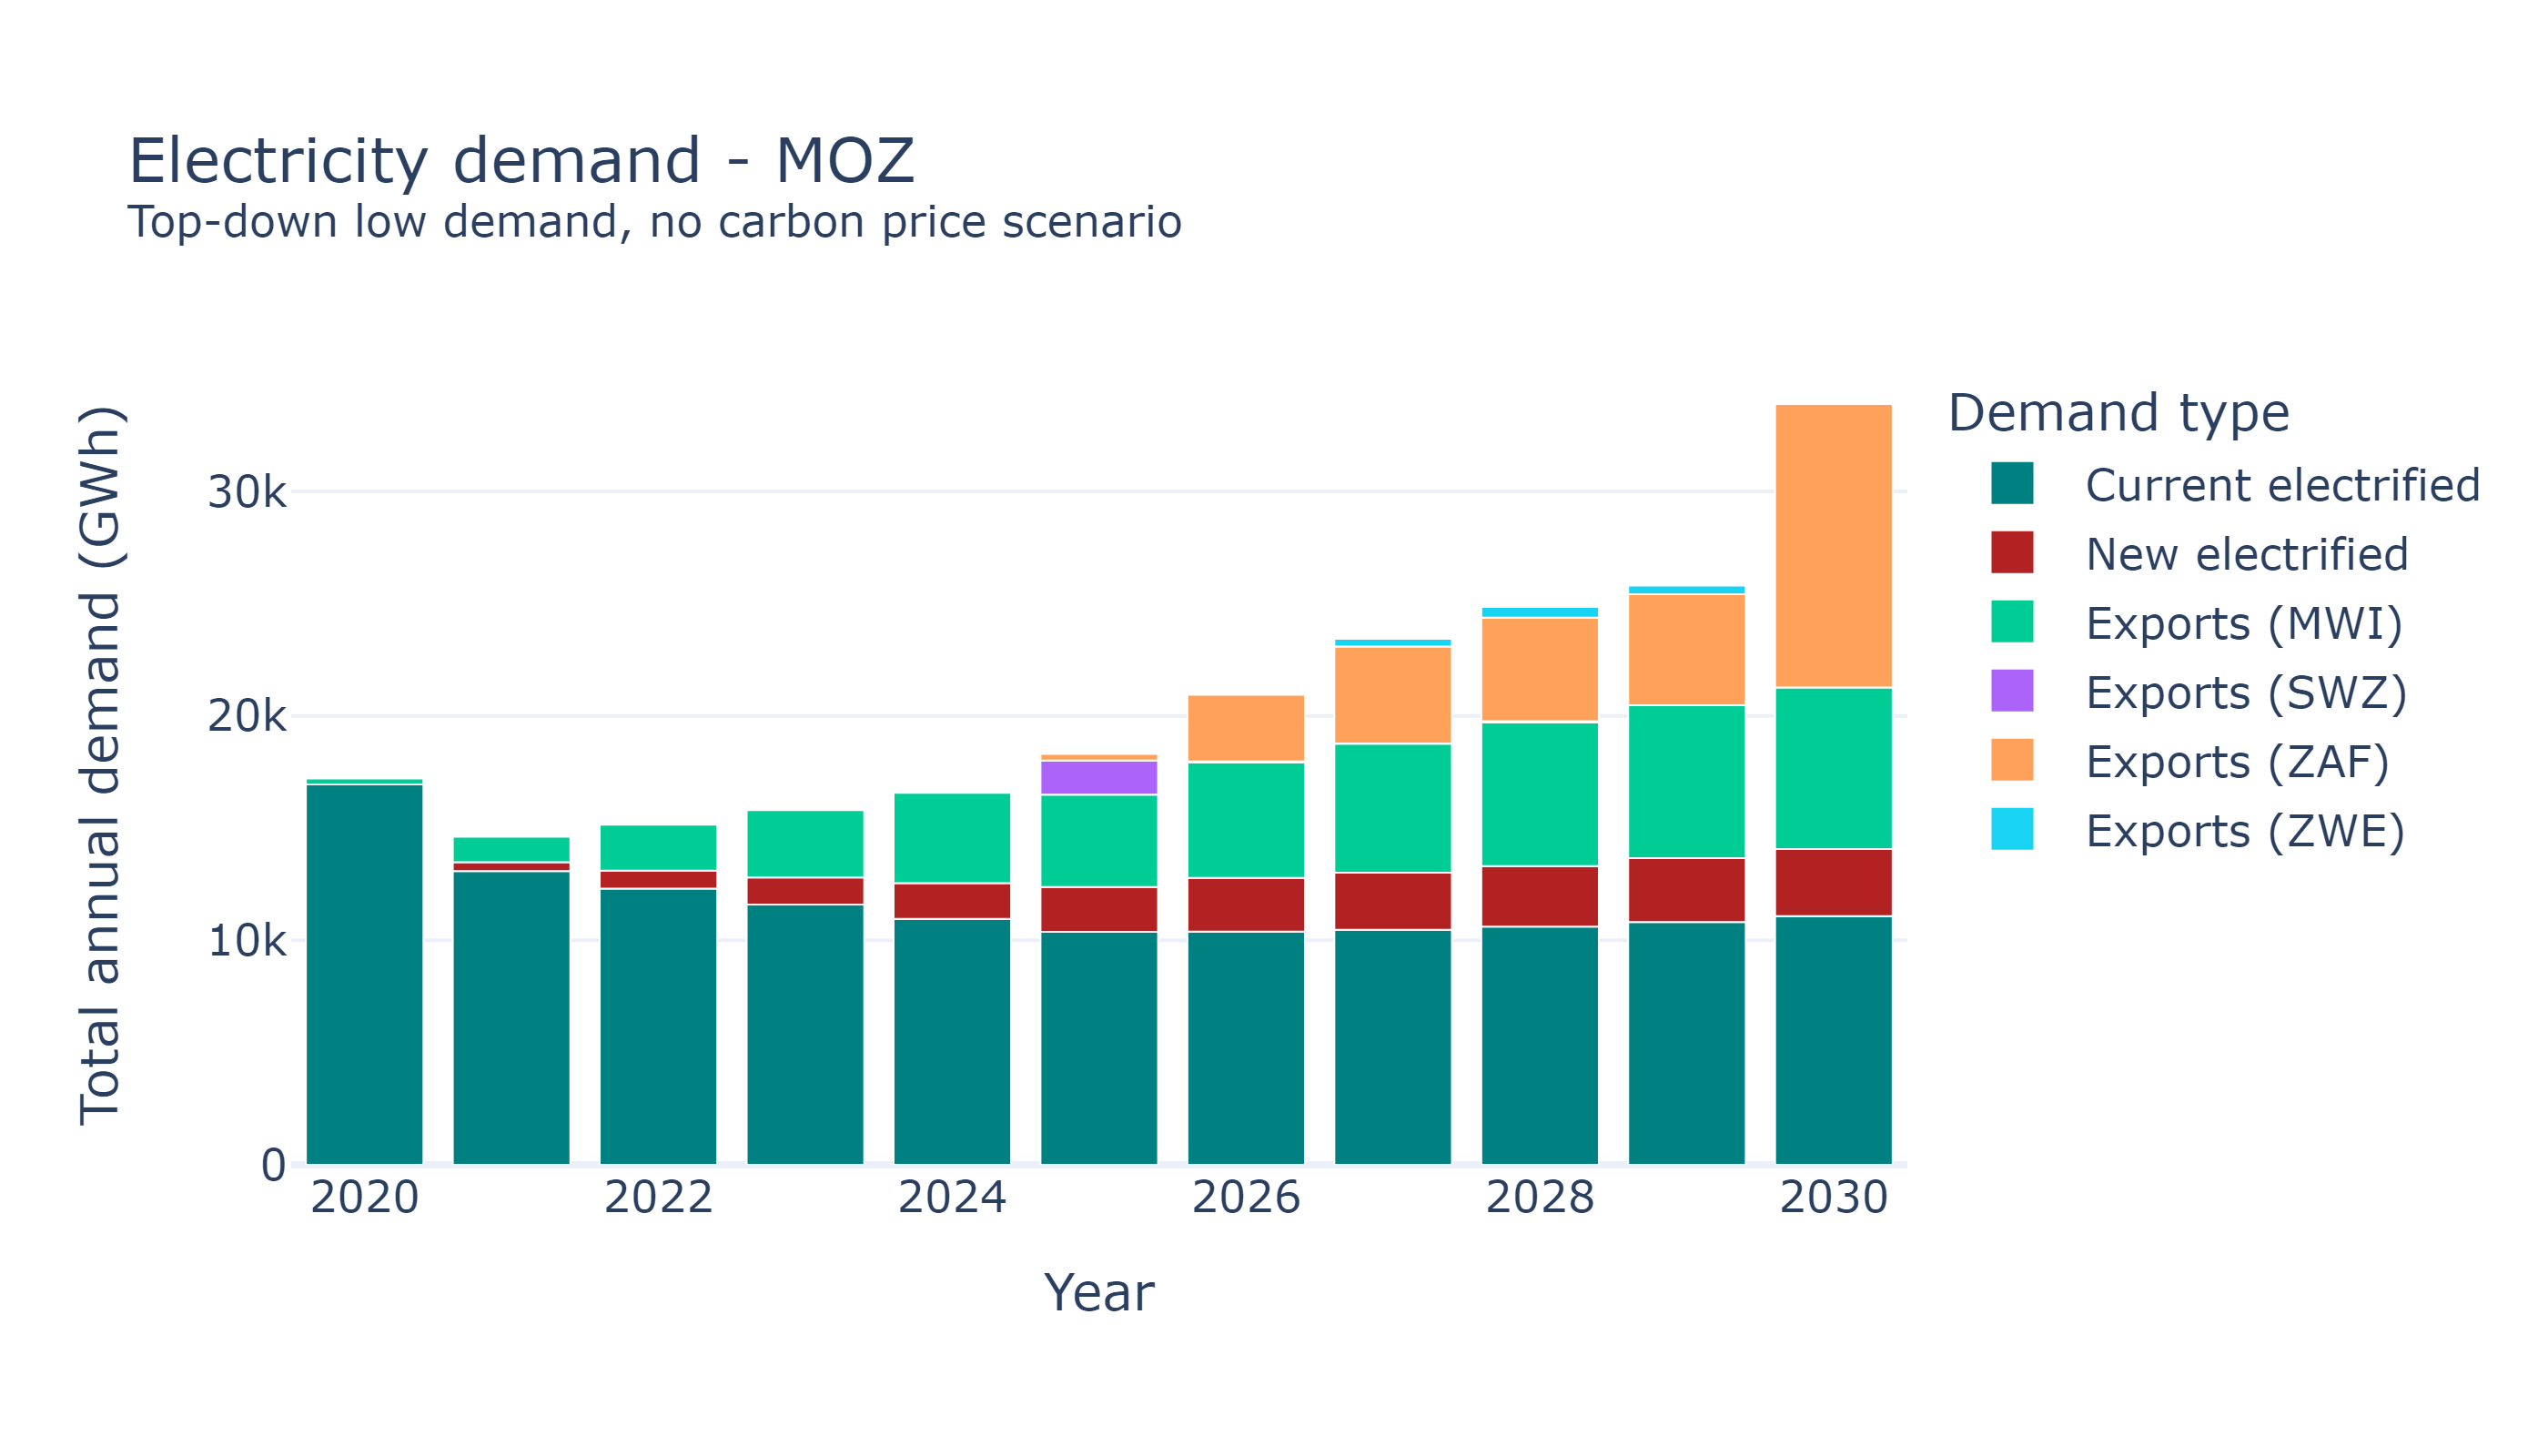 Electricity demand - MOZ
Top-down low demand, no carbon price scenario
Total annual demand (GWh)
30k
20k
10k
0
2020
2022
2024
2026
2028
2030
Year
Demand type
Current electrified
New electrified
Exports (MWI)
Exports (SWZ)
Exports (ZAF)
Exports (ZWE)